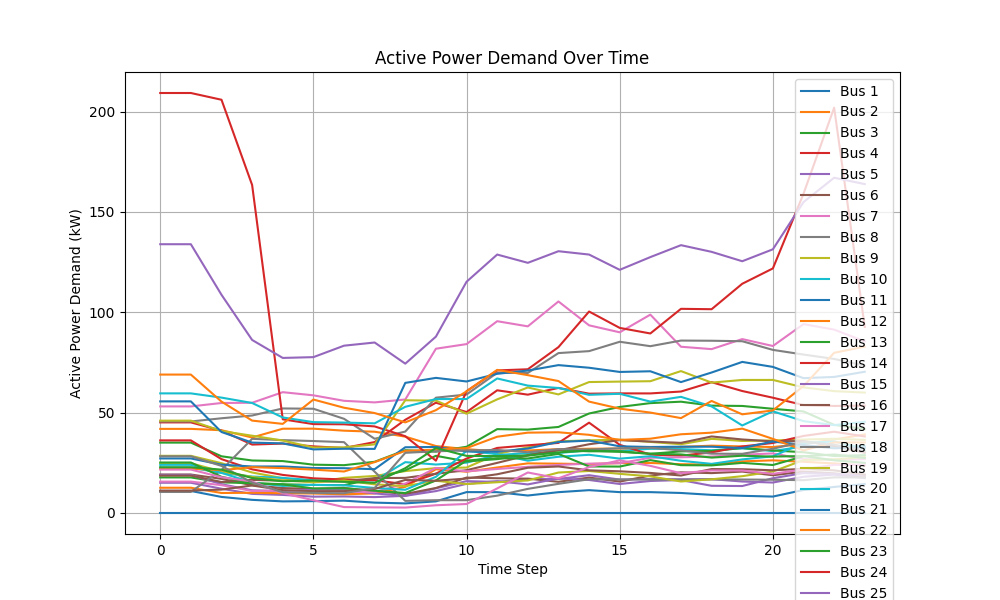 Active Power Demand Over Time
Active Power Demand (kW)
200
150
100
50
0
0
5
10
15
20
Time Step
Bus 1
Bus 2
Bus 3
Bus 4
Bus 5
Bus 6
Bus 7
Bus 8
Bus 9
Bus 10
Bus 11
Bus 12
Bus 13
Bus 14
Bus 15
Bus 16
Bus 17
Bus 18
Bus 19
Bus 20
Bus 21
Bus 22
Bus 23
Bus 24
Bus 25